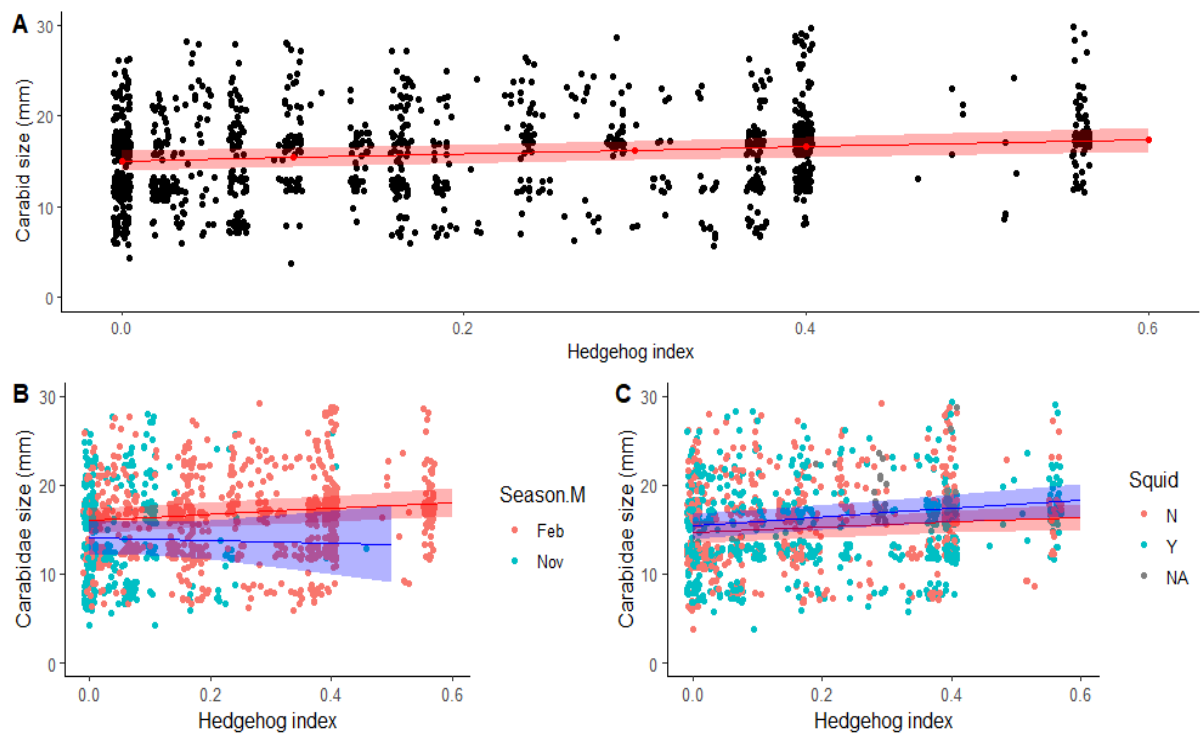 A
Carabid size (mm)
30
20
10
0
0.0 0.2 0.4 0.6
Hedgehog index
B
Carabidae size (mm)
30
20
10
0
0.0 0.2 0.4 0.6
Hedgehog index
Season.M
Feb
Nov
C
Carabidae size (mm)
30
20
10
0
0.0 0.2 0.4 0.6
Hedgehog index
Squid
N
Y
NA